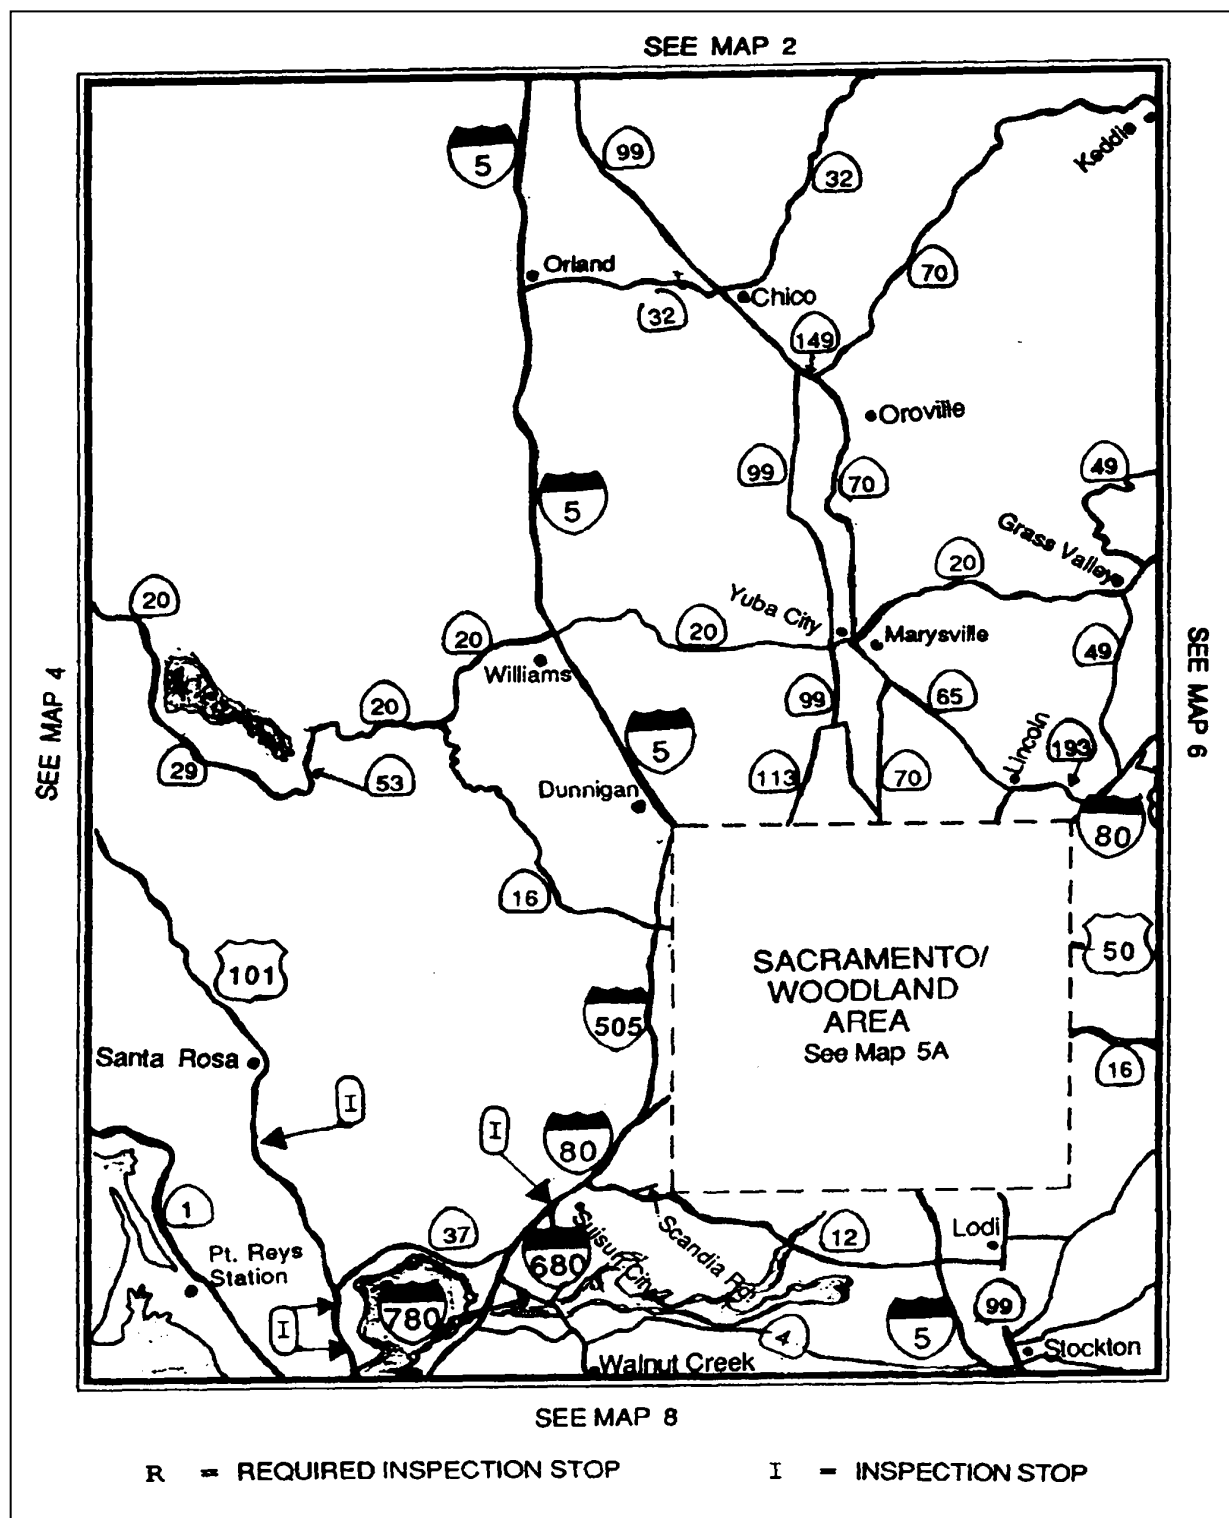 SEE MAP 2
5
99
32
Keddie
70
Orland
32
Chico
149
Oroville
99
70
49
5
Grass Valley
20
20
Yuba City
20
20
Marysville
49
Williams
SEE MAP 4
SEE MAP 6
20
99
65
5
Lincoln
193
29
53
Dunnigan
113
70
80
16
101
SACRAMENTO/
WOODLAND
AREA
See Map 5A
50
505
Santa Rosa
16
I
I
80
1
37
Suisun City
Scandia Rd
12
Lodi
Pt. Reys
Station
680
780
I
99
5
4
Stockton
Walnut Creek
SEE MAP 8
R = REQUIRED INSPECTION STOP
I = INSPECTION STOP